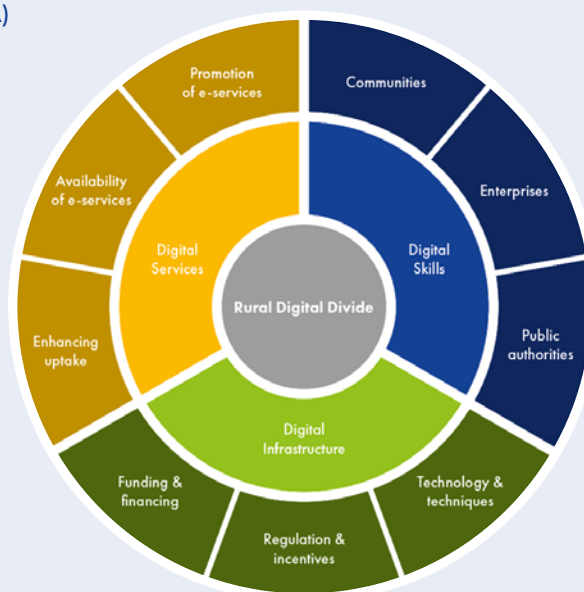 )
Promotion
of e-services
Communities
Availability
of e-services
Enterprises
Digital
Services
Digital
Skills
Rural Digital Divide
Enhancing
uptake
Public
authorities
Digital
Infrastructure
Funding &
financing
Technology &
techniques
Regulation &
incentives